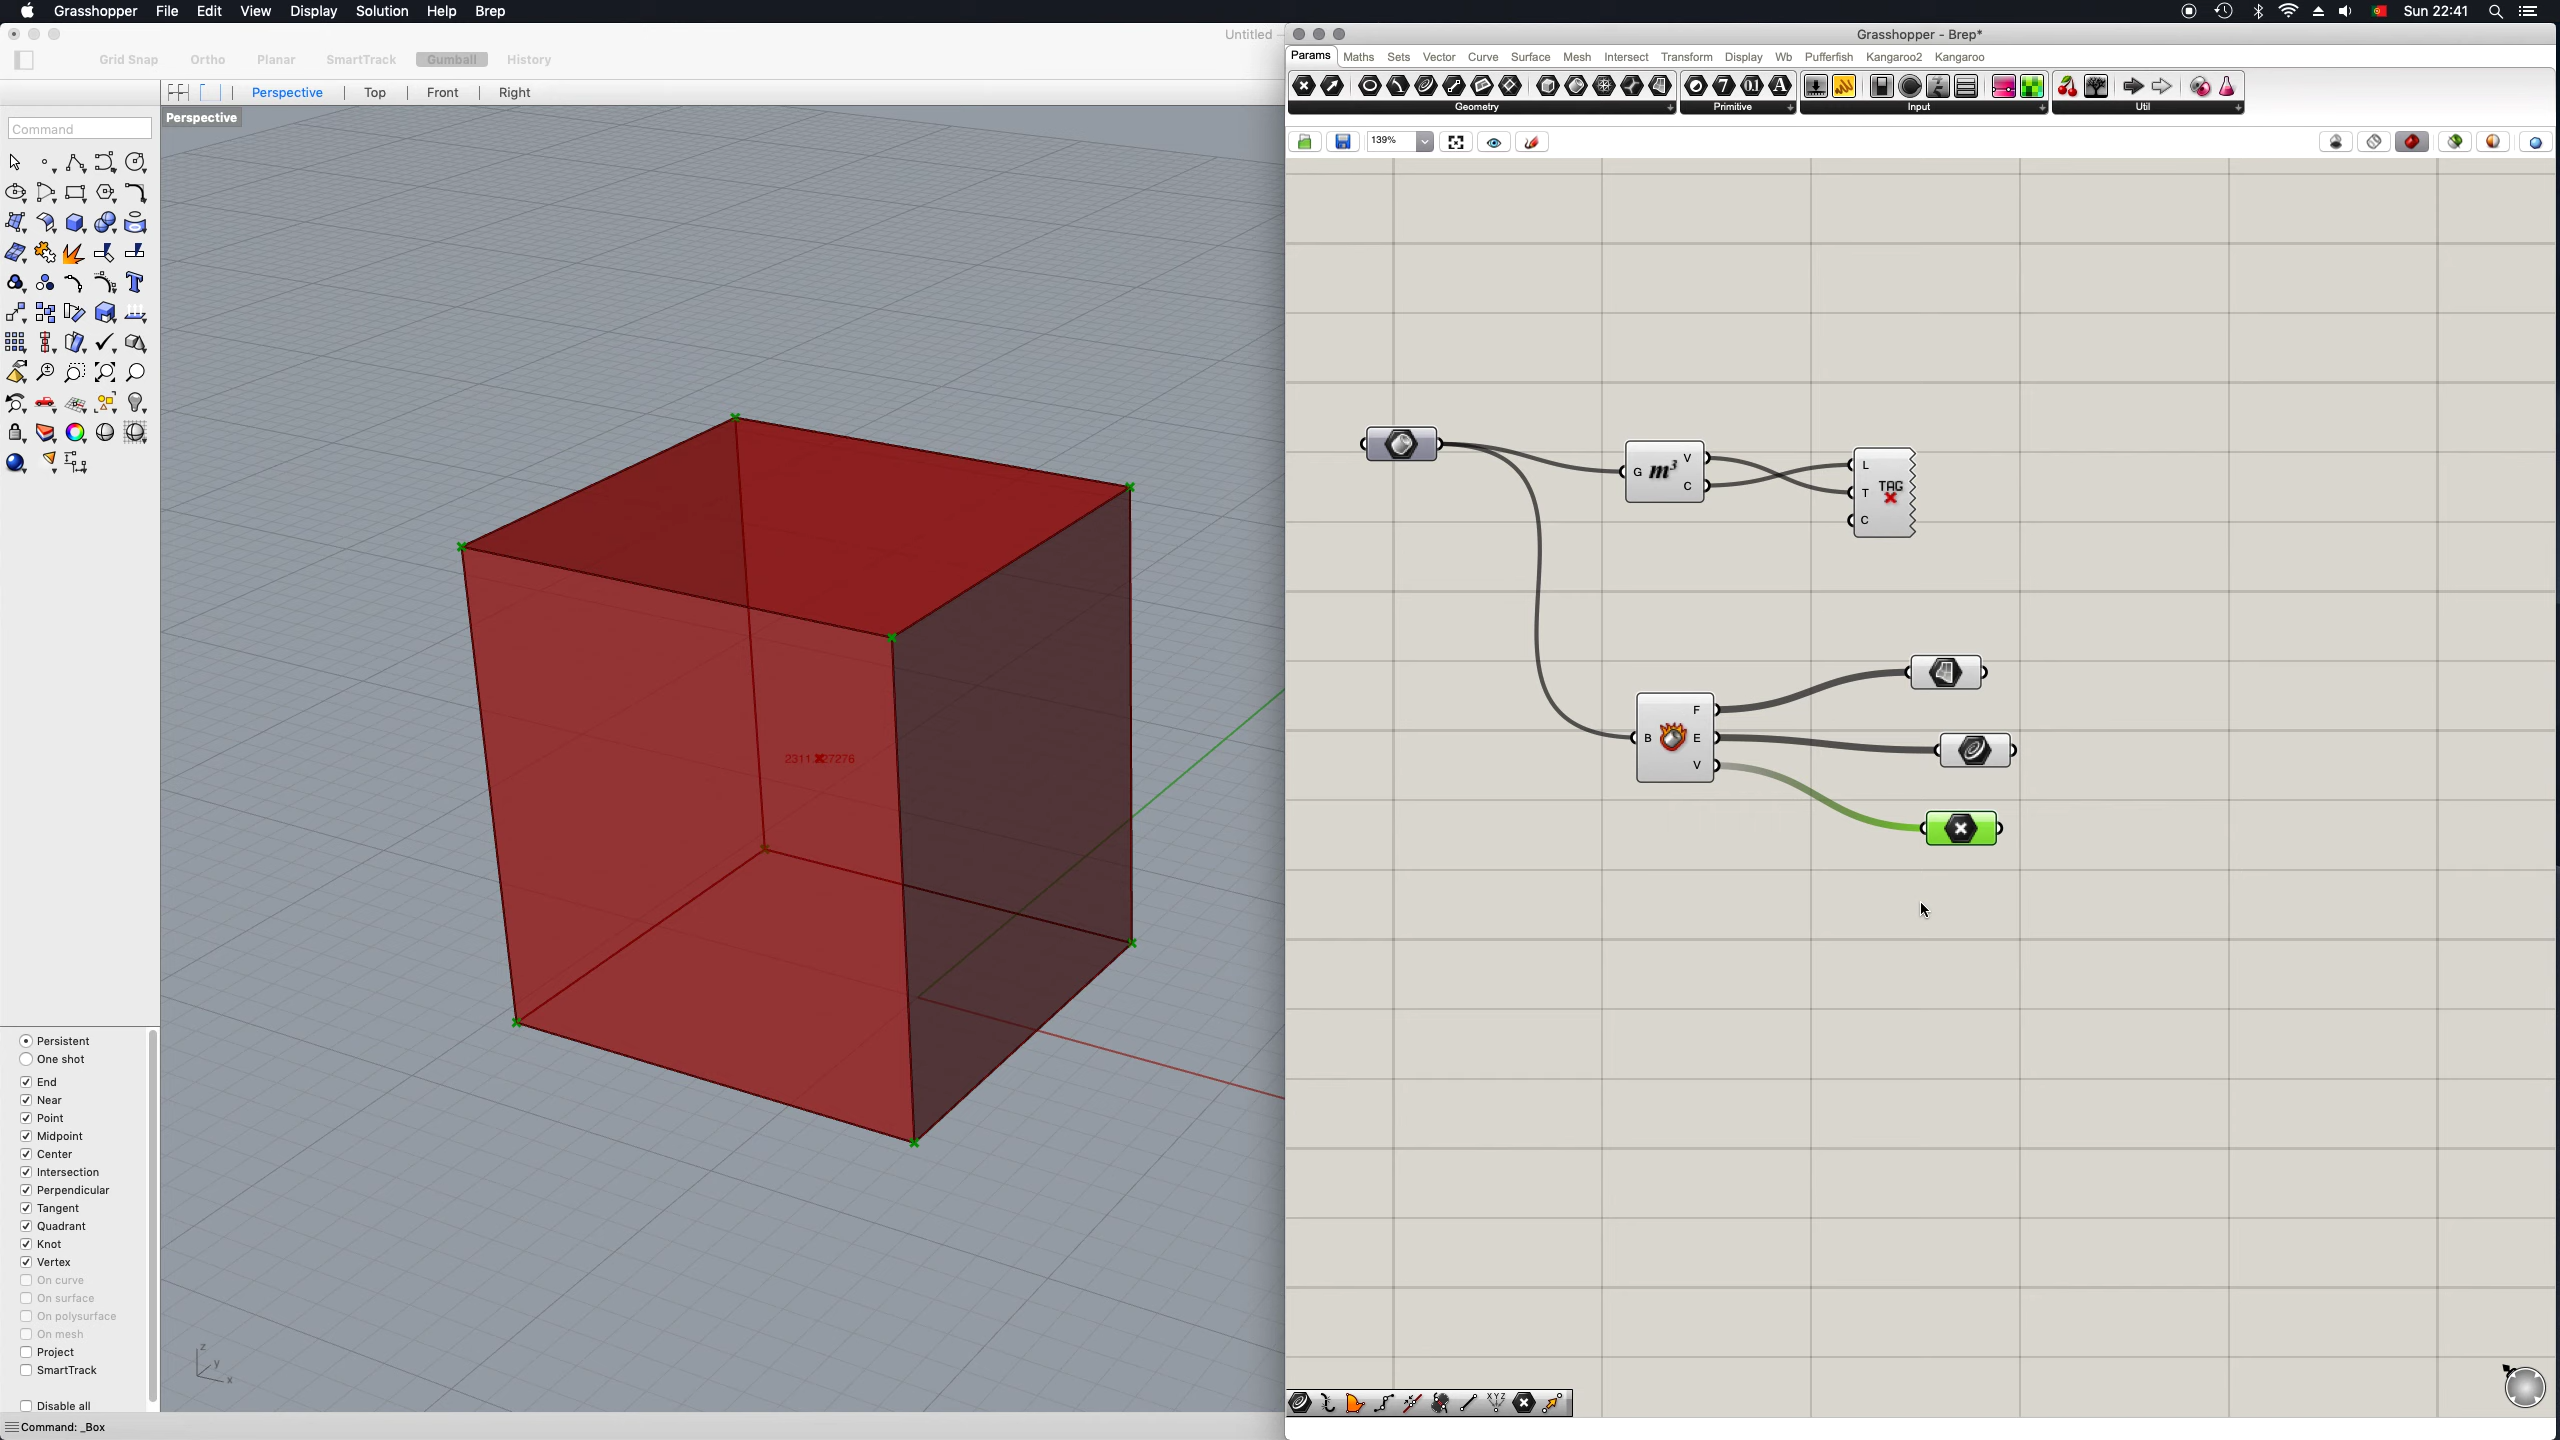 Grasshopper File Edit View Display Solution Help Brep
Sun 22:41
Untitled
Grid Snap Ortho Planar SmartTrack Gumball History
Perspective Top Front Right
Perspective
Command
Persistent
One shot
End
Near
Point
Midpoint
Center
Intersection
Perpendicular
Tangent
Quadrant
Knot
Vertex
On curve
On surface
On polysurface
On mesh
Project
SmartTrack
Disable all
Command: _Box
z
y
x
Grasshopper - Brep*
Params Maths Sets Vector Curve Surface Mesh Intersect Transform Display Wb Pufferfish Kangaroo2 Kangaroo
Geometry Primitive Input Util
139%
G m³ V C
L T C TAG
B F E V
XYZ